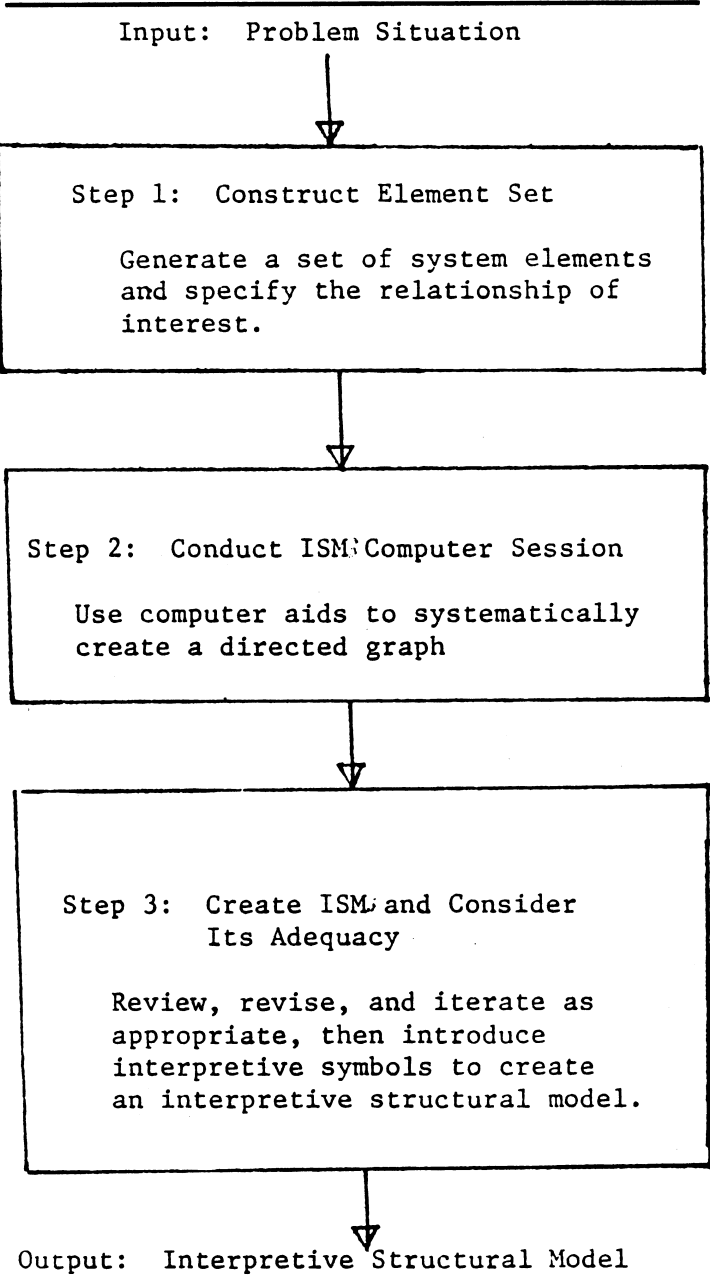 Input: Problem Situation
Step 1: Construct Element Set
Generate a set of system elements
and specify the relationship of
interest.
Step 2: Conduct ISM Computer Session
Use computer aids to systematically
create a directed graph
Step 3: Create ISM and Consider
Its Adequacy
Review, revise, and iterate as
appropriate, then introduce
interpretive symbols to create
an interpretive structural model.
Output: Interpretive Structural Model